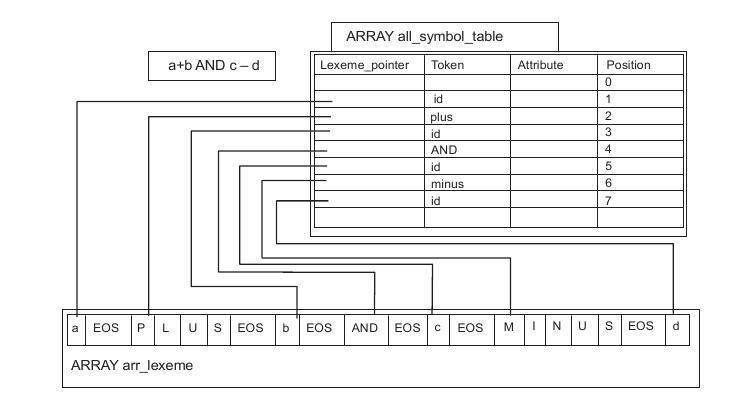 ARRAY all_symbol_table
a+b AND c – d
Lexeme_pointer Token Attribute Position
0
id 1
plus 2
id 3
AND 4
id 5
minus 6
id 7
a EOS P L U S EOS b EOS AND EOS c EOS M I N U S EOS d
ARRAY arr_lexeme